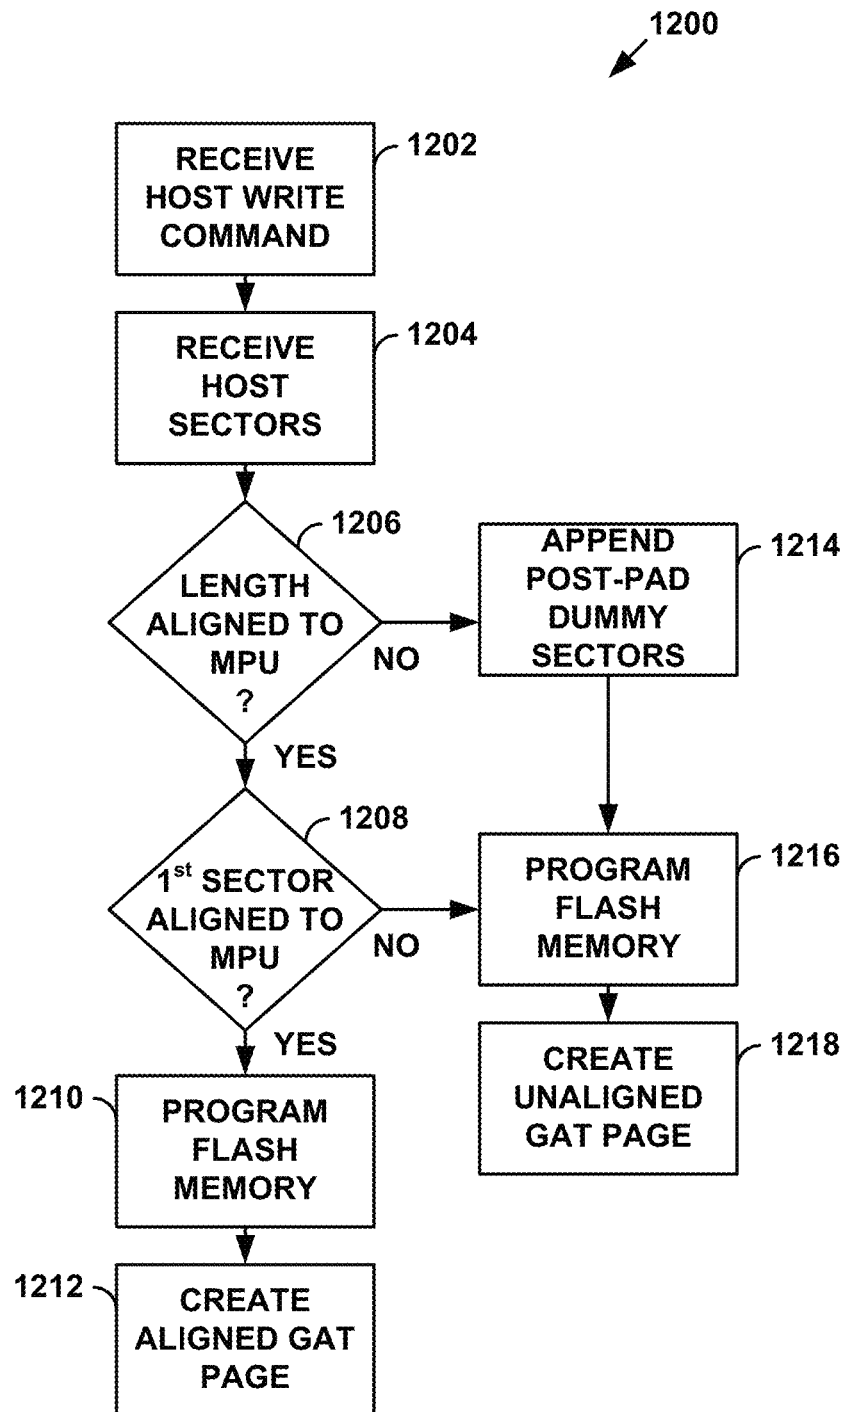 1200
RECEIVE
HOST WRITE
COMMAND
1202
RECEIVE
HOST
SECTORS
1204
LENGTH
ALIGNED TO
MPU
?
1206
NO
YES
APPEND
POST-PAD
DUMMY
SECTORS
1214
1st SECTOR
ALIGNED TO
MPU
?
1208
NO
YES
PROGRAM
FLASH
MEMORY
1216
CREATE
UNALIGNED
GAT PAGE
1218
1210
PROGRAM
FLASH
MEMORY
1212
CREATE
ALIGNED GAT
PAGE